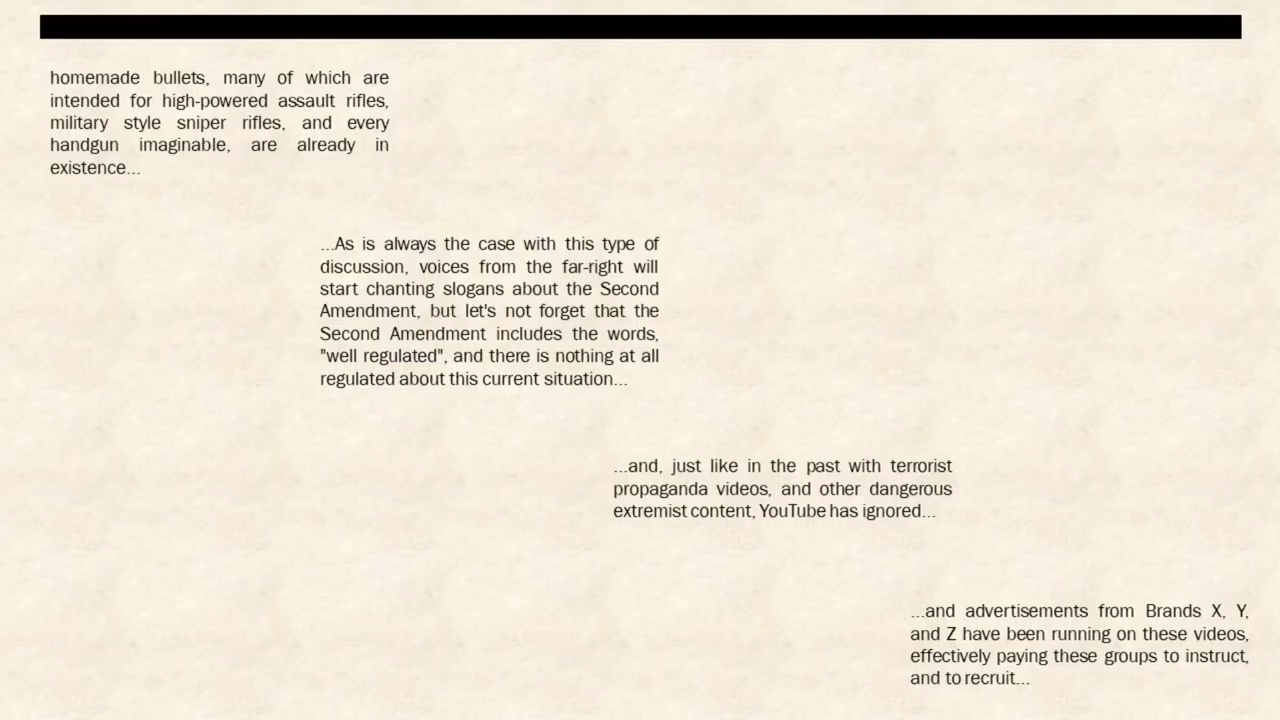 homemade bullets, many of which are
intended for high-powered assault rifles,
military style sniper rifles, and every
handgun imaginable, are already in
existence...
...As is always the case with this type of
discussion, voices from the far-right will
start chanting slogans about the Second
Amendment, but let's not forget that the
Second Amendment includes the words,
"well regulated", and there is nothing at all
regulated about this current situation...
...and, just like in the past with terrorist
propaganda videos, and other dangerous
extremist content, YouTube has ignored...
...and advertisements from Brands X, Y,
and Z have been running on these videos,
effectively paying these groups to instruct,
and to recruit...